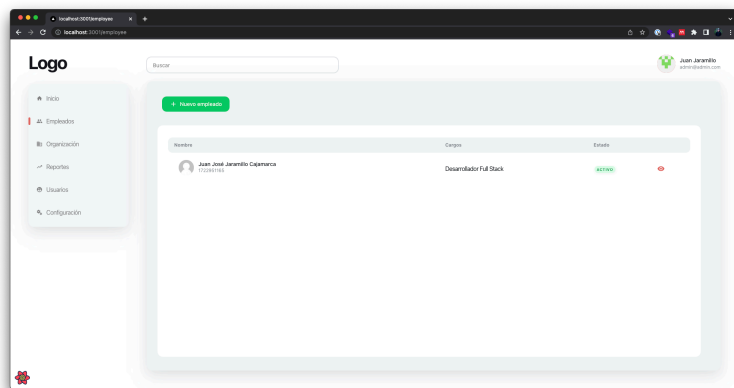 localhost:3001/employee
localhost:3001/employee
Logo
Buscar
Juan Jaramillo
admin@admin.com
Inicio
Empleados
Organización
Reportes
Usuarios
Configuración
+ Nuevo empleado
Nombre
Cargos
Estado
Juan José Jaramillo Cajamarca
Desarrollador Full Stack
ACTIVO